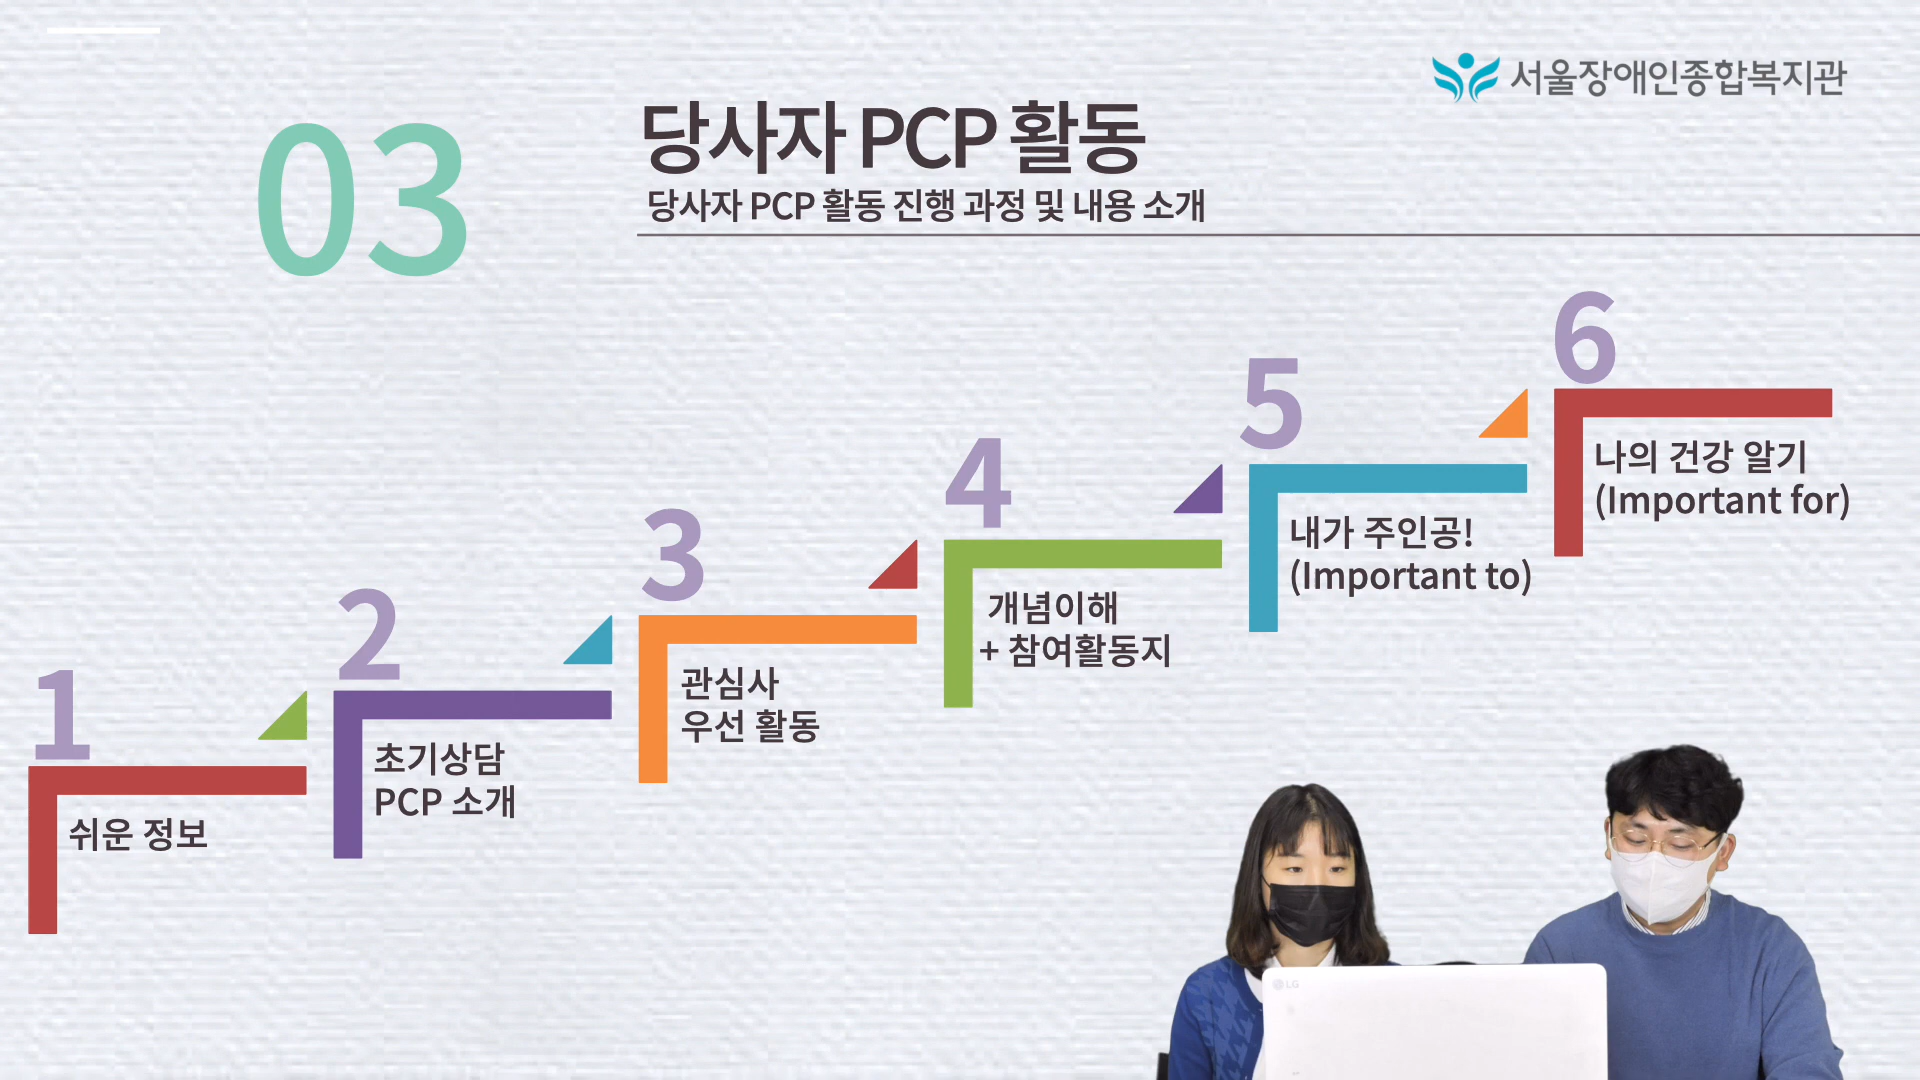 서울장애인종합복지관
03
당사자 PCP 활동
당사자 PCP 활동 진행 과정 및 내용 소개
1
쉬운 정보
2
초기상담
PCP 소개
3
관심사
우선 활동
4
개념이해
+ 참여활동지
5
내가 주인공!
(Important to)
6
나의 건강 알기
(Important for)
LG